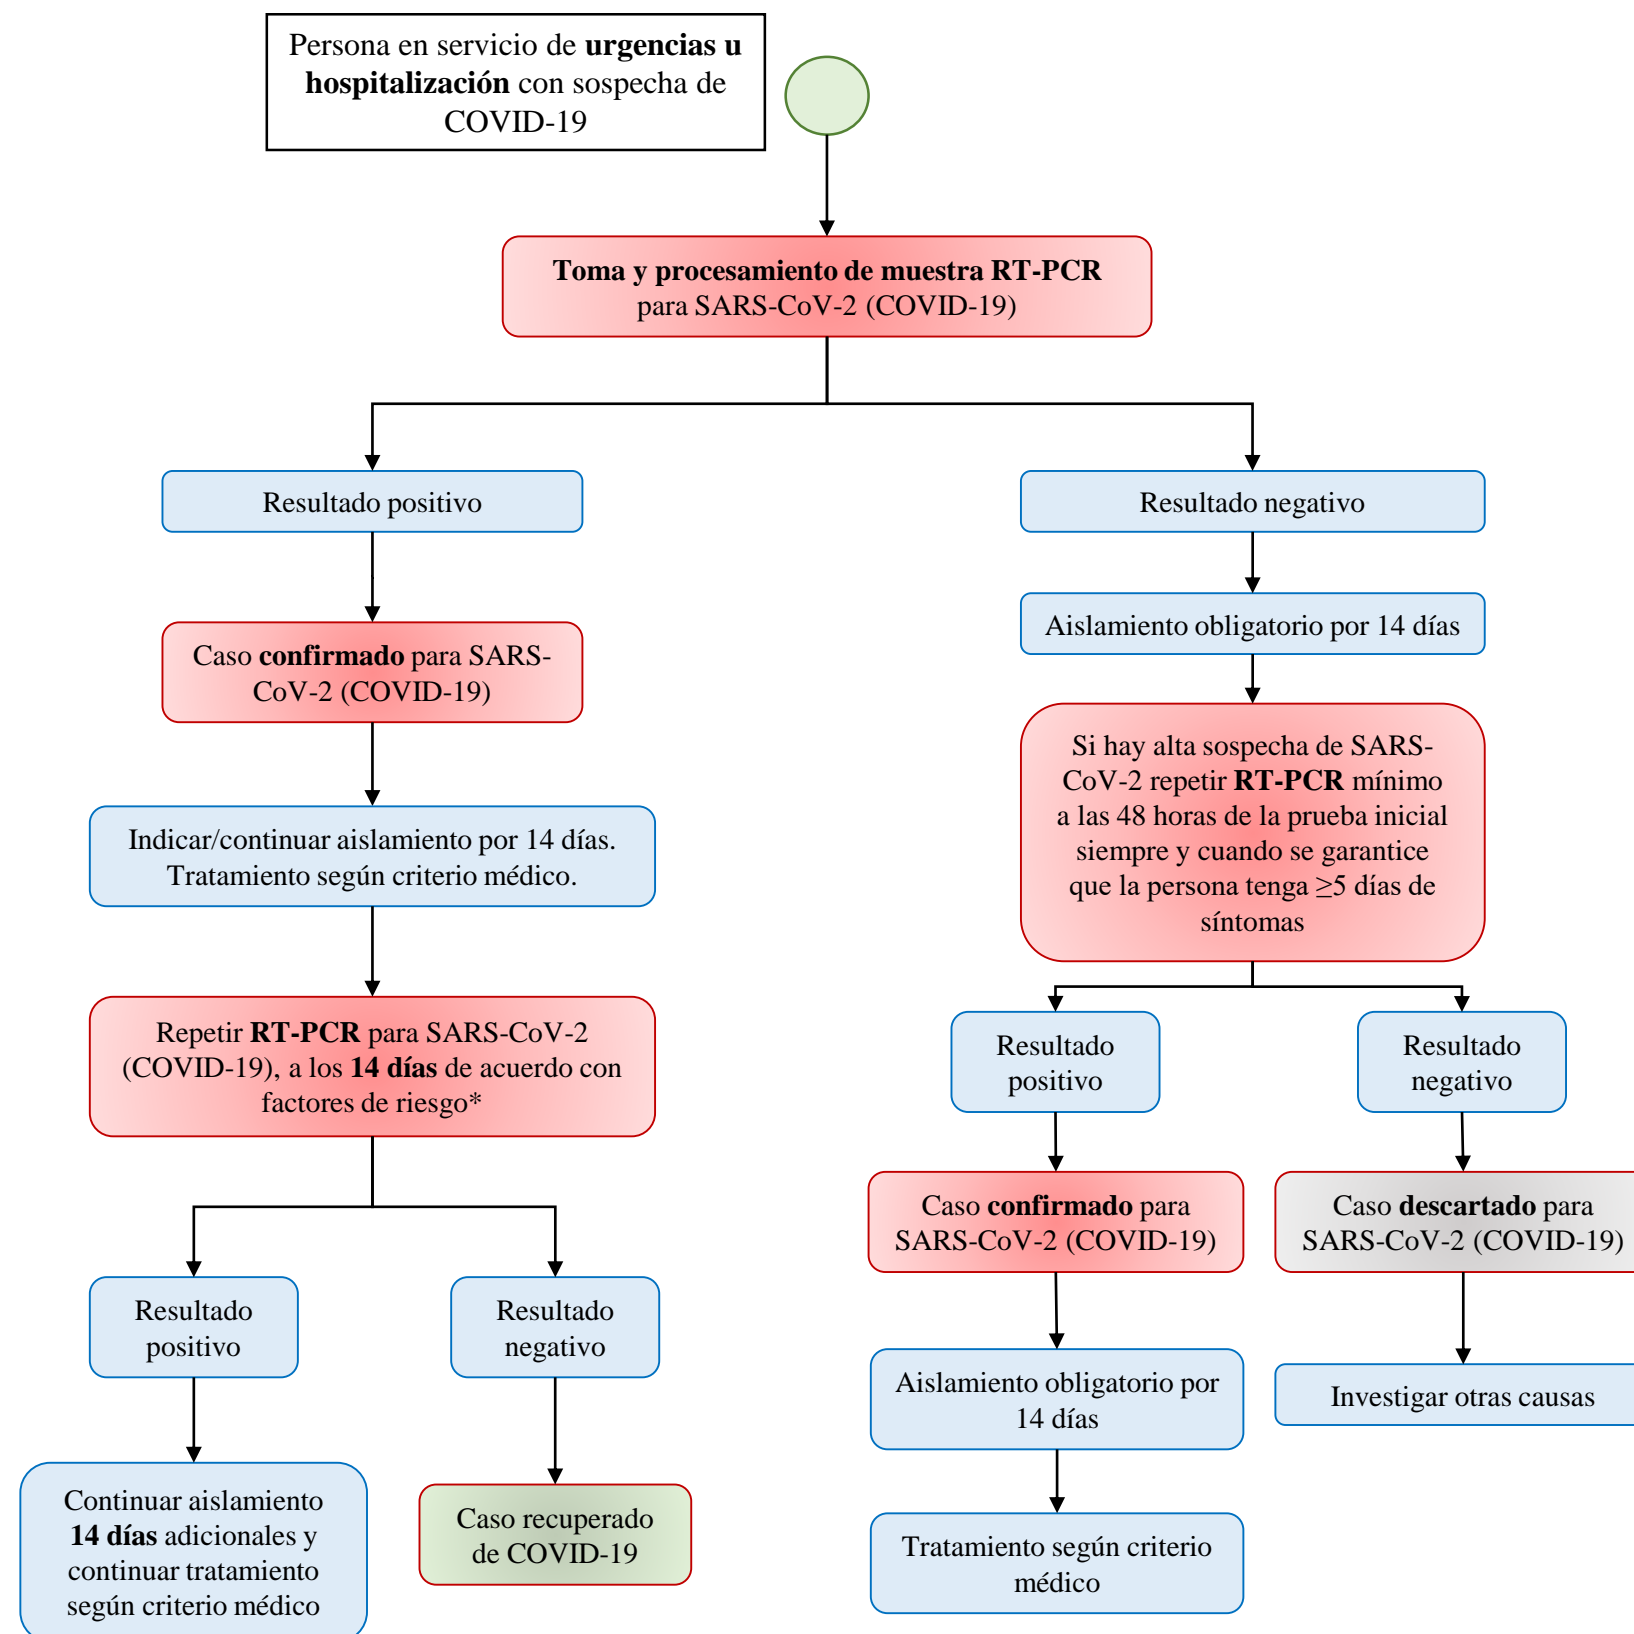 Persona en servicio de urgencias u
hospitalización con sospecha de
COVID-19
Toma y procesamiento de muestra RT-PCR
para SARS-CoV-2 (COVID-19)
Resultado positivo
Caso confirmado para SARS-
CoV-2 (COVID-19)
Indicar/continuar aislamiento por 14 días.
Tratamiento según criterio médico.
Repetir RT-PCR para SARS-CoV-2
(COVID-19), a los 14 días de acuerdo con
factores de riesgo*
Resultado
positivo
Continuar aislamiento
14 días adicionales y
continuar tratamiento
según criterio médico
Resultado
negativo
Caso recuperado
de COVID-19
Resultado negativo
Aislamiento obligatorio por 14 días
Si hay alta sospecha de SARS-
CoV-2 repetir RT-PCR mínimo
a las 48 horas de la prueba inicial
siempre y cuando se garantice
que la persona tenga ≥5 días de
síntomas
Resultado
positivo
Caso confirmado para
SARS-CoV-2 (COVID-19)
Aislamiento obligatorio por
14 días
Tratamiento según criterio
médico
Resultado
negativo
Caso descartado para
SARS-CoV-2 (COVID-19)
Investigar otras causas